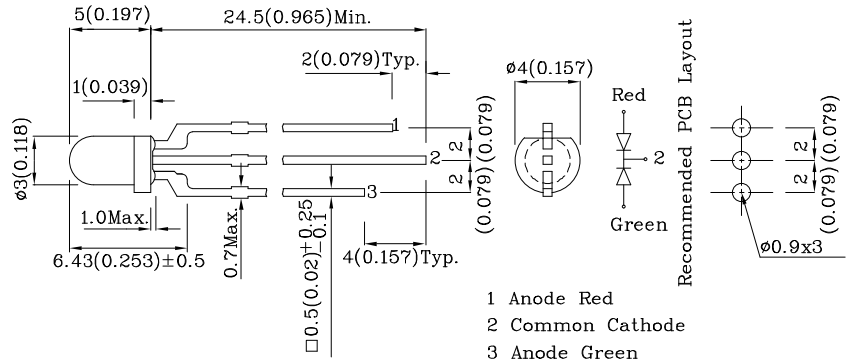 5(0.197)
24.5(0.965)Min.
2(0.079)Typ.
1(0.039)
ø4(0.157)
Red
Recommended PCB Layout
1
2
3
ø3(0.118)
2
(0.079)
2
(0.079)
2
2
(0.079)
2
(0.079)
1.0Max.
6.43(0.253)±0.5
0.7Max.
□0.5(0.02)+0.25
-0.1
4(0.157)Typ.
Green
ø0.9x3
1 Anode Red
2 Common Cathode
3 Anode Green